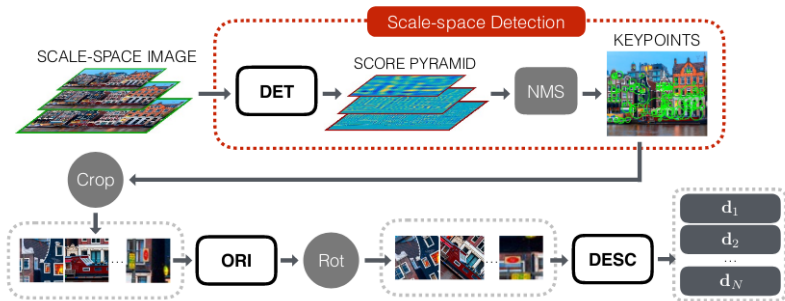 Scale-space Detection
SCALE-SPACE IMAGE
SCORE PYRAMID
KEYPOINTS
DET
NMS
Crop
...
ORI
Rot
...
DESC
d1
d2
...
dN